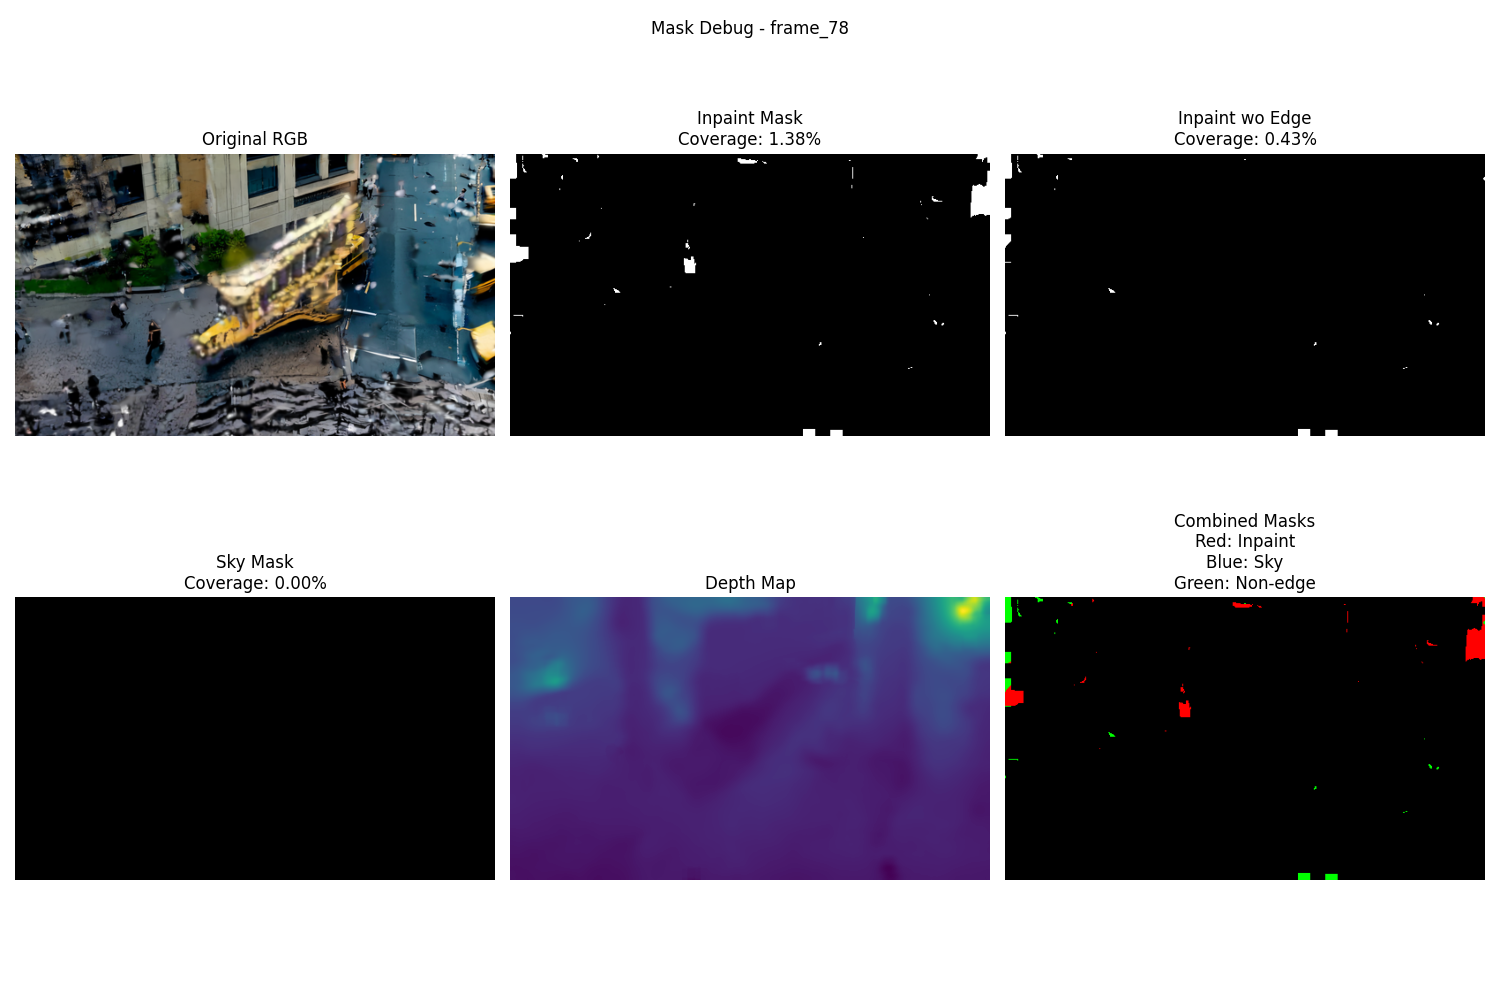 Mask Debug - frame_78
Original RGB
Inpaint Mask
Coverage: 1.38%
Inpaint wo Edge
Coverage: 0.43%
Sky Mask
Coverage: 0.00%
Depth Map
Combined Masks
Red: Inpaint
Blue: Sky
Green: Non-edge